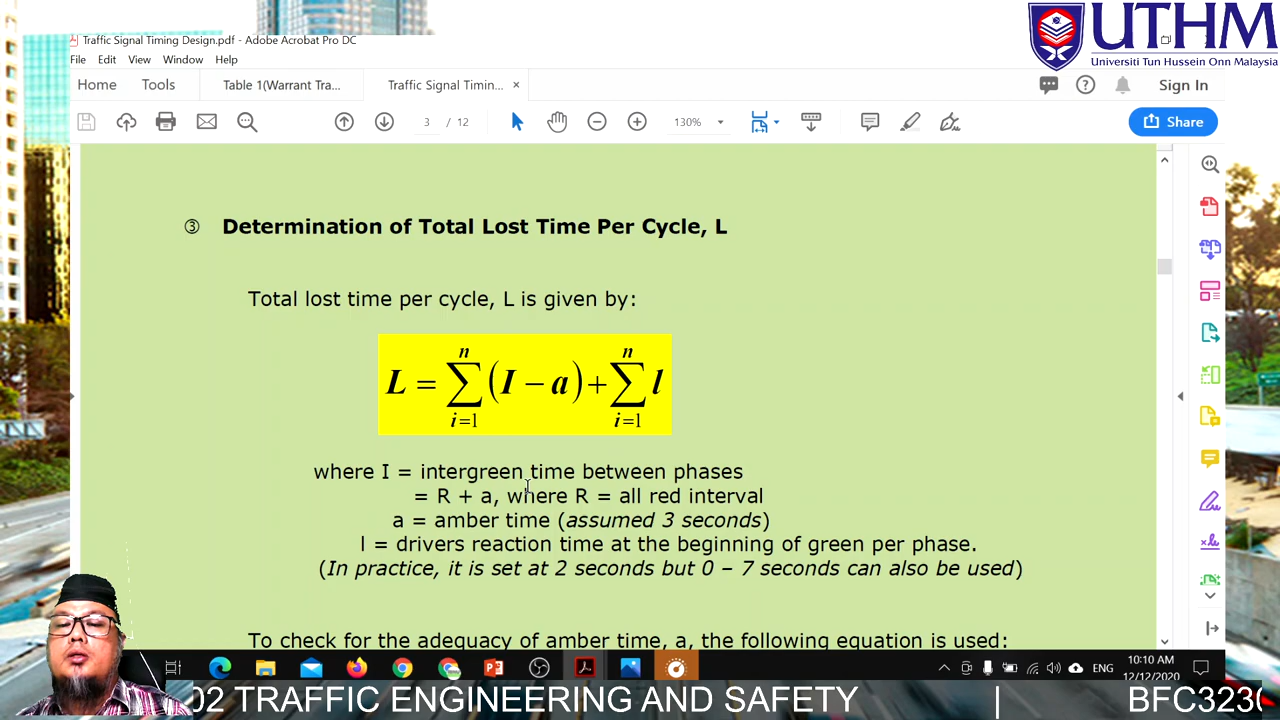 Traffic Signal Timing Design.pdf - Adobe Acrobat Pro DC
UTHM
Universiti Tun Hussein Onn Malaysia
File Edit View Window Help
Home Tools Table 1(Warrant Tra... Traffic Signal Timin... × Sign In
3 / 12 130% Share
③ Determination of Total Lost Time Per Cycle, L
Total lost time per cycle, L is given by:
L = ∑_{i=1}^{n} (I − a) + ∑_{i=1}^{n} l
where I = intergreen time between phases
= R + a, where R = all red interval
a = amber time (assumed 3 seconds)
l = drivers reaction time at the beginning of green per phase.
(In practice, it is set at 2 seconds but 0 – 7 seconds can also be used)
To check for the adequacy of amber time, a, the following equation is used:
ENG 10:10 AM
12/12/2020
02 TRAFFIC ENGINEERING AND SAFETY | BFC323